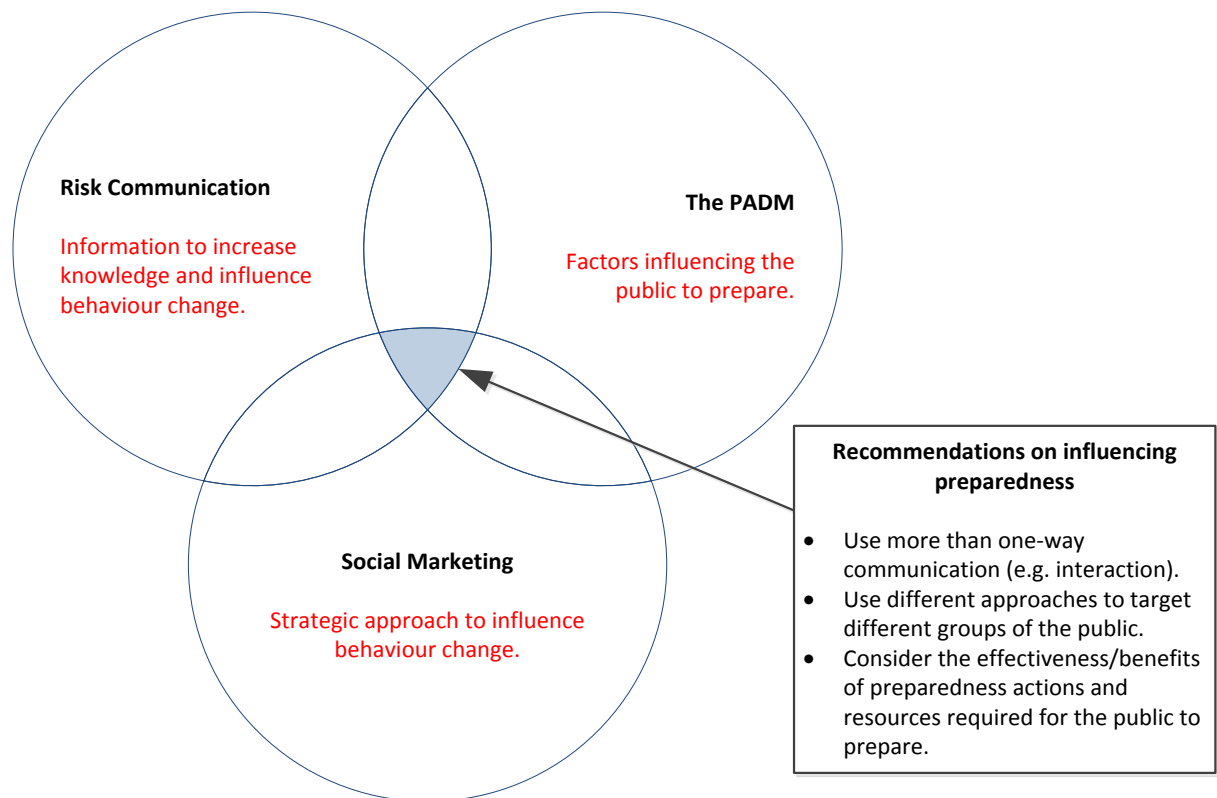 Risk Communication
Information to increase
knowledge and influence
behaviour change.
The PADM
Factors influencing the
public to prepare.
Social Marketing
Strategic approach to influence
behaviour change.
Recommendations on influencing
preparedness
• Use more than one-way
communication (e.g. interaction).
• Use different approaches to target
different groups of the public.
• Consider the effectiveness/benefits
of preparedness actions and
resources required for the public to
prepare.